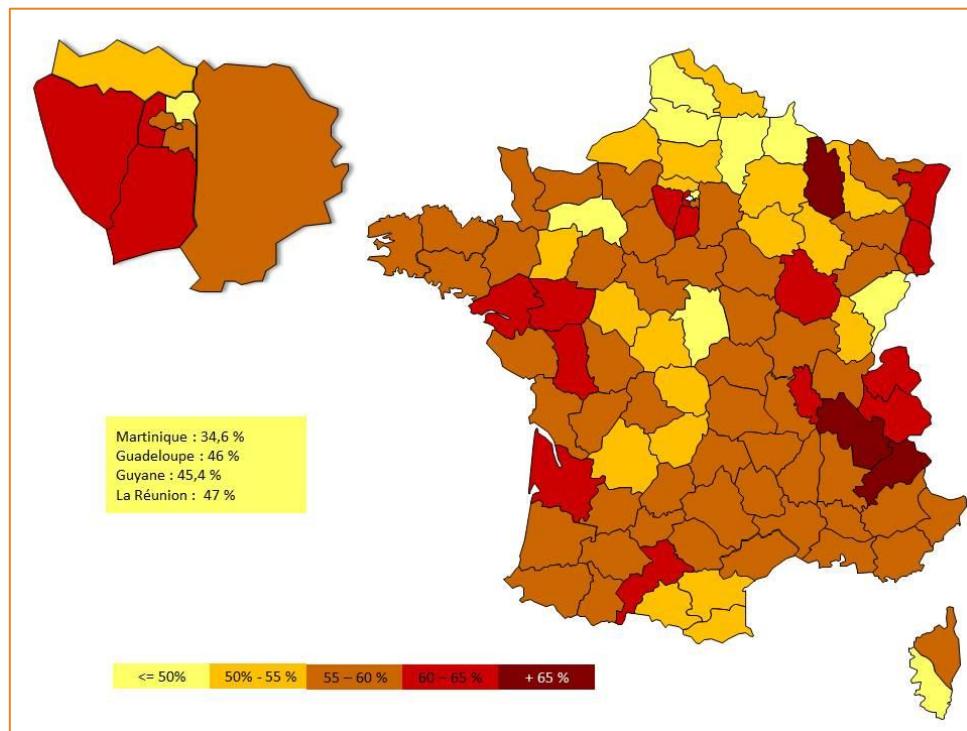 Martinique : 34,6 %
Guadeloupe : 46 %
Guyane : 45,4 %
La Réunion :  47 %
<= 50% 50% - 55 % 55 – 60 % 60 – 65 % + 65 %